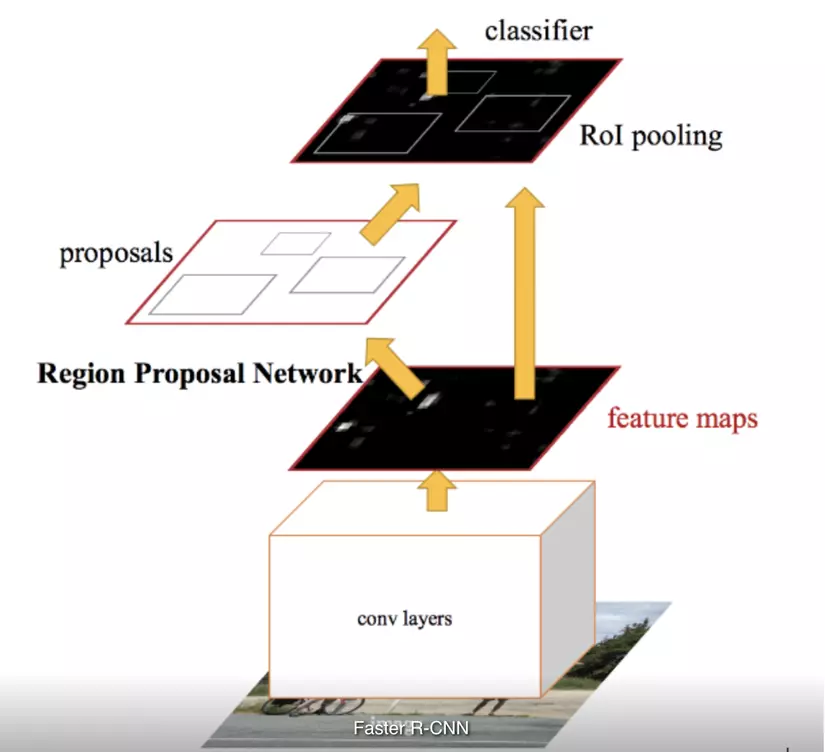 classifier
RoI pooling
proposals
Region Proposal Network
feature maps
conv layers
Faster R-CNN